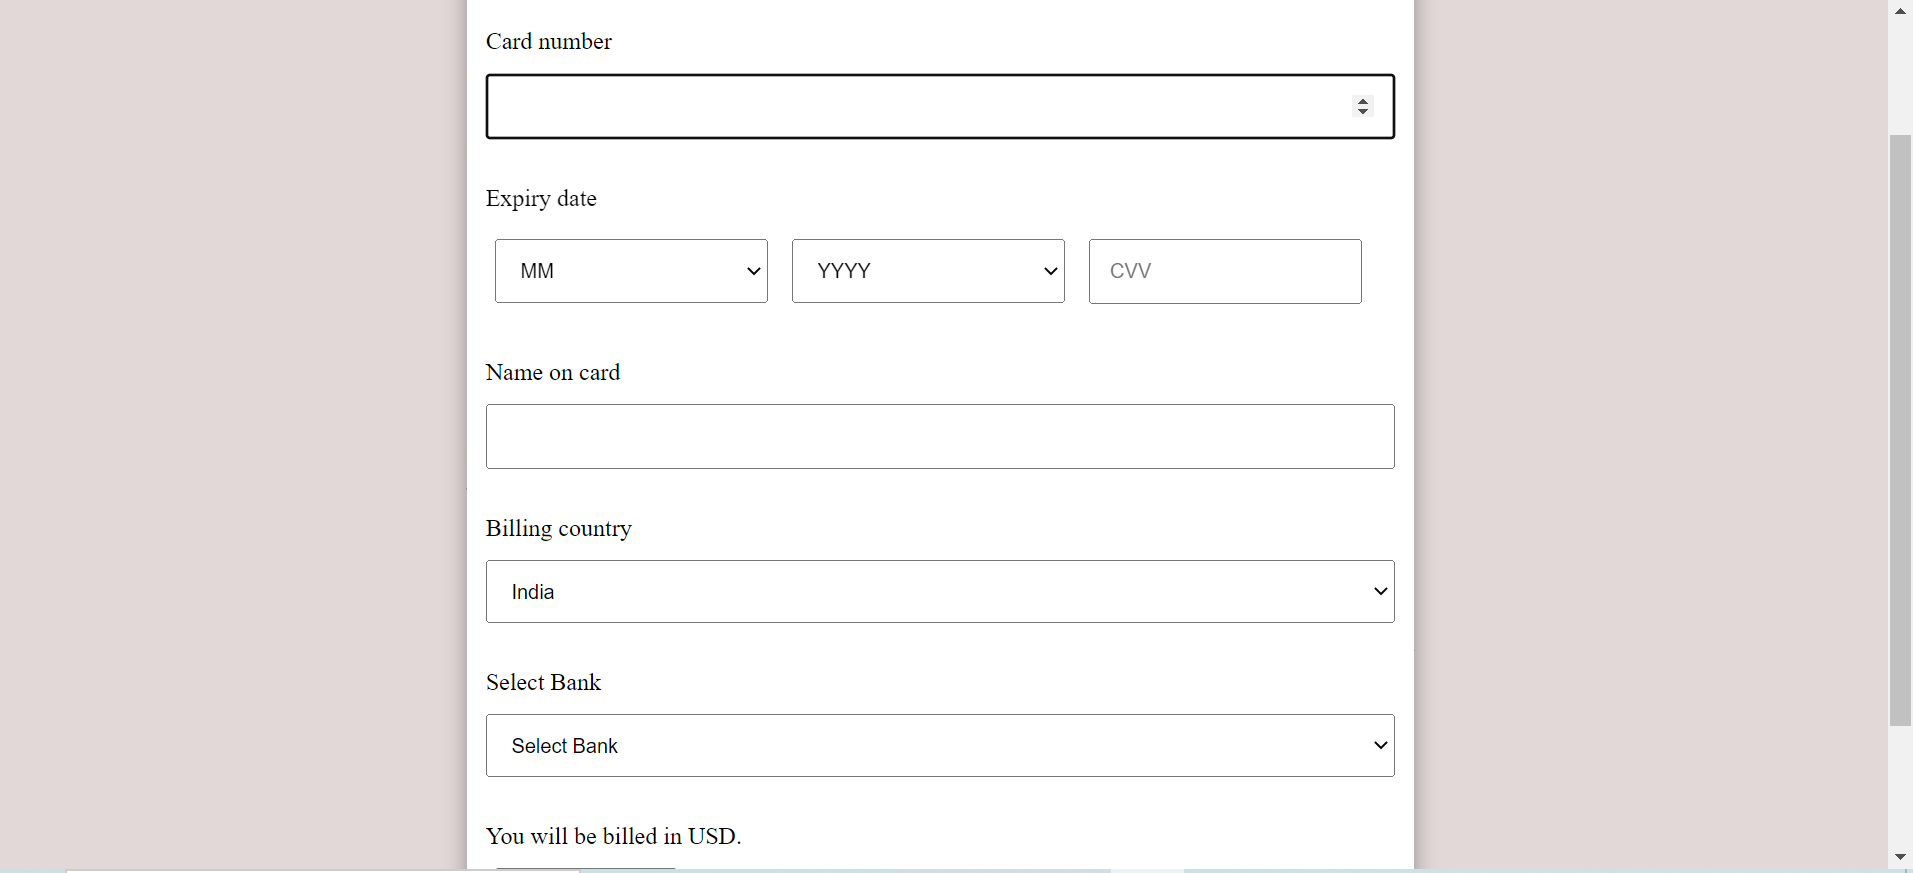 Card number
Expiry date
MM YYYY CVV
Name on card
Billing country
India
Select Bank
Select Bank
You will be billed in USD.